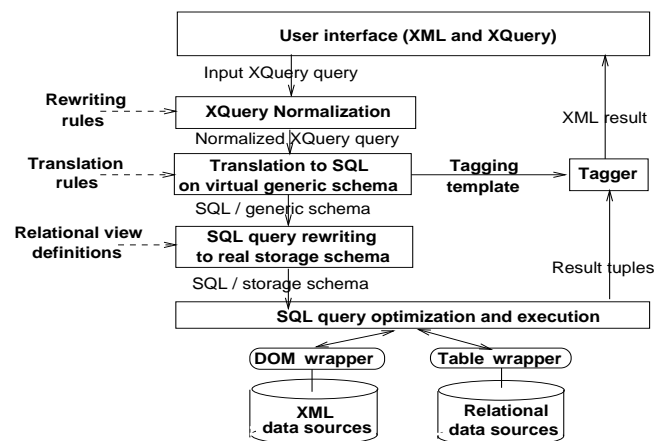 User interface (XML and XQuery)
Input XQuery query
Rewriting
rules
XQuery Normalization
XML result
Normalized XQuery query
Translation
rules
Translation to SQL
on virtual generic schema
Tagging
template
Tagger
SQL / generic schema
Relational view
definitions
SQL query rewriting
to real storage schema
Result tuples
SQL / storage schema
SQL query optimization and execution
DOM wrapper
Table wrapper
XML
data sources
Relational
data sources